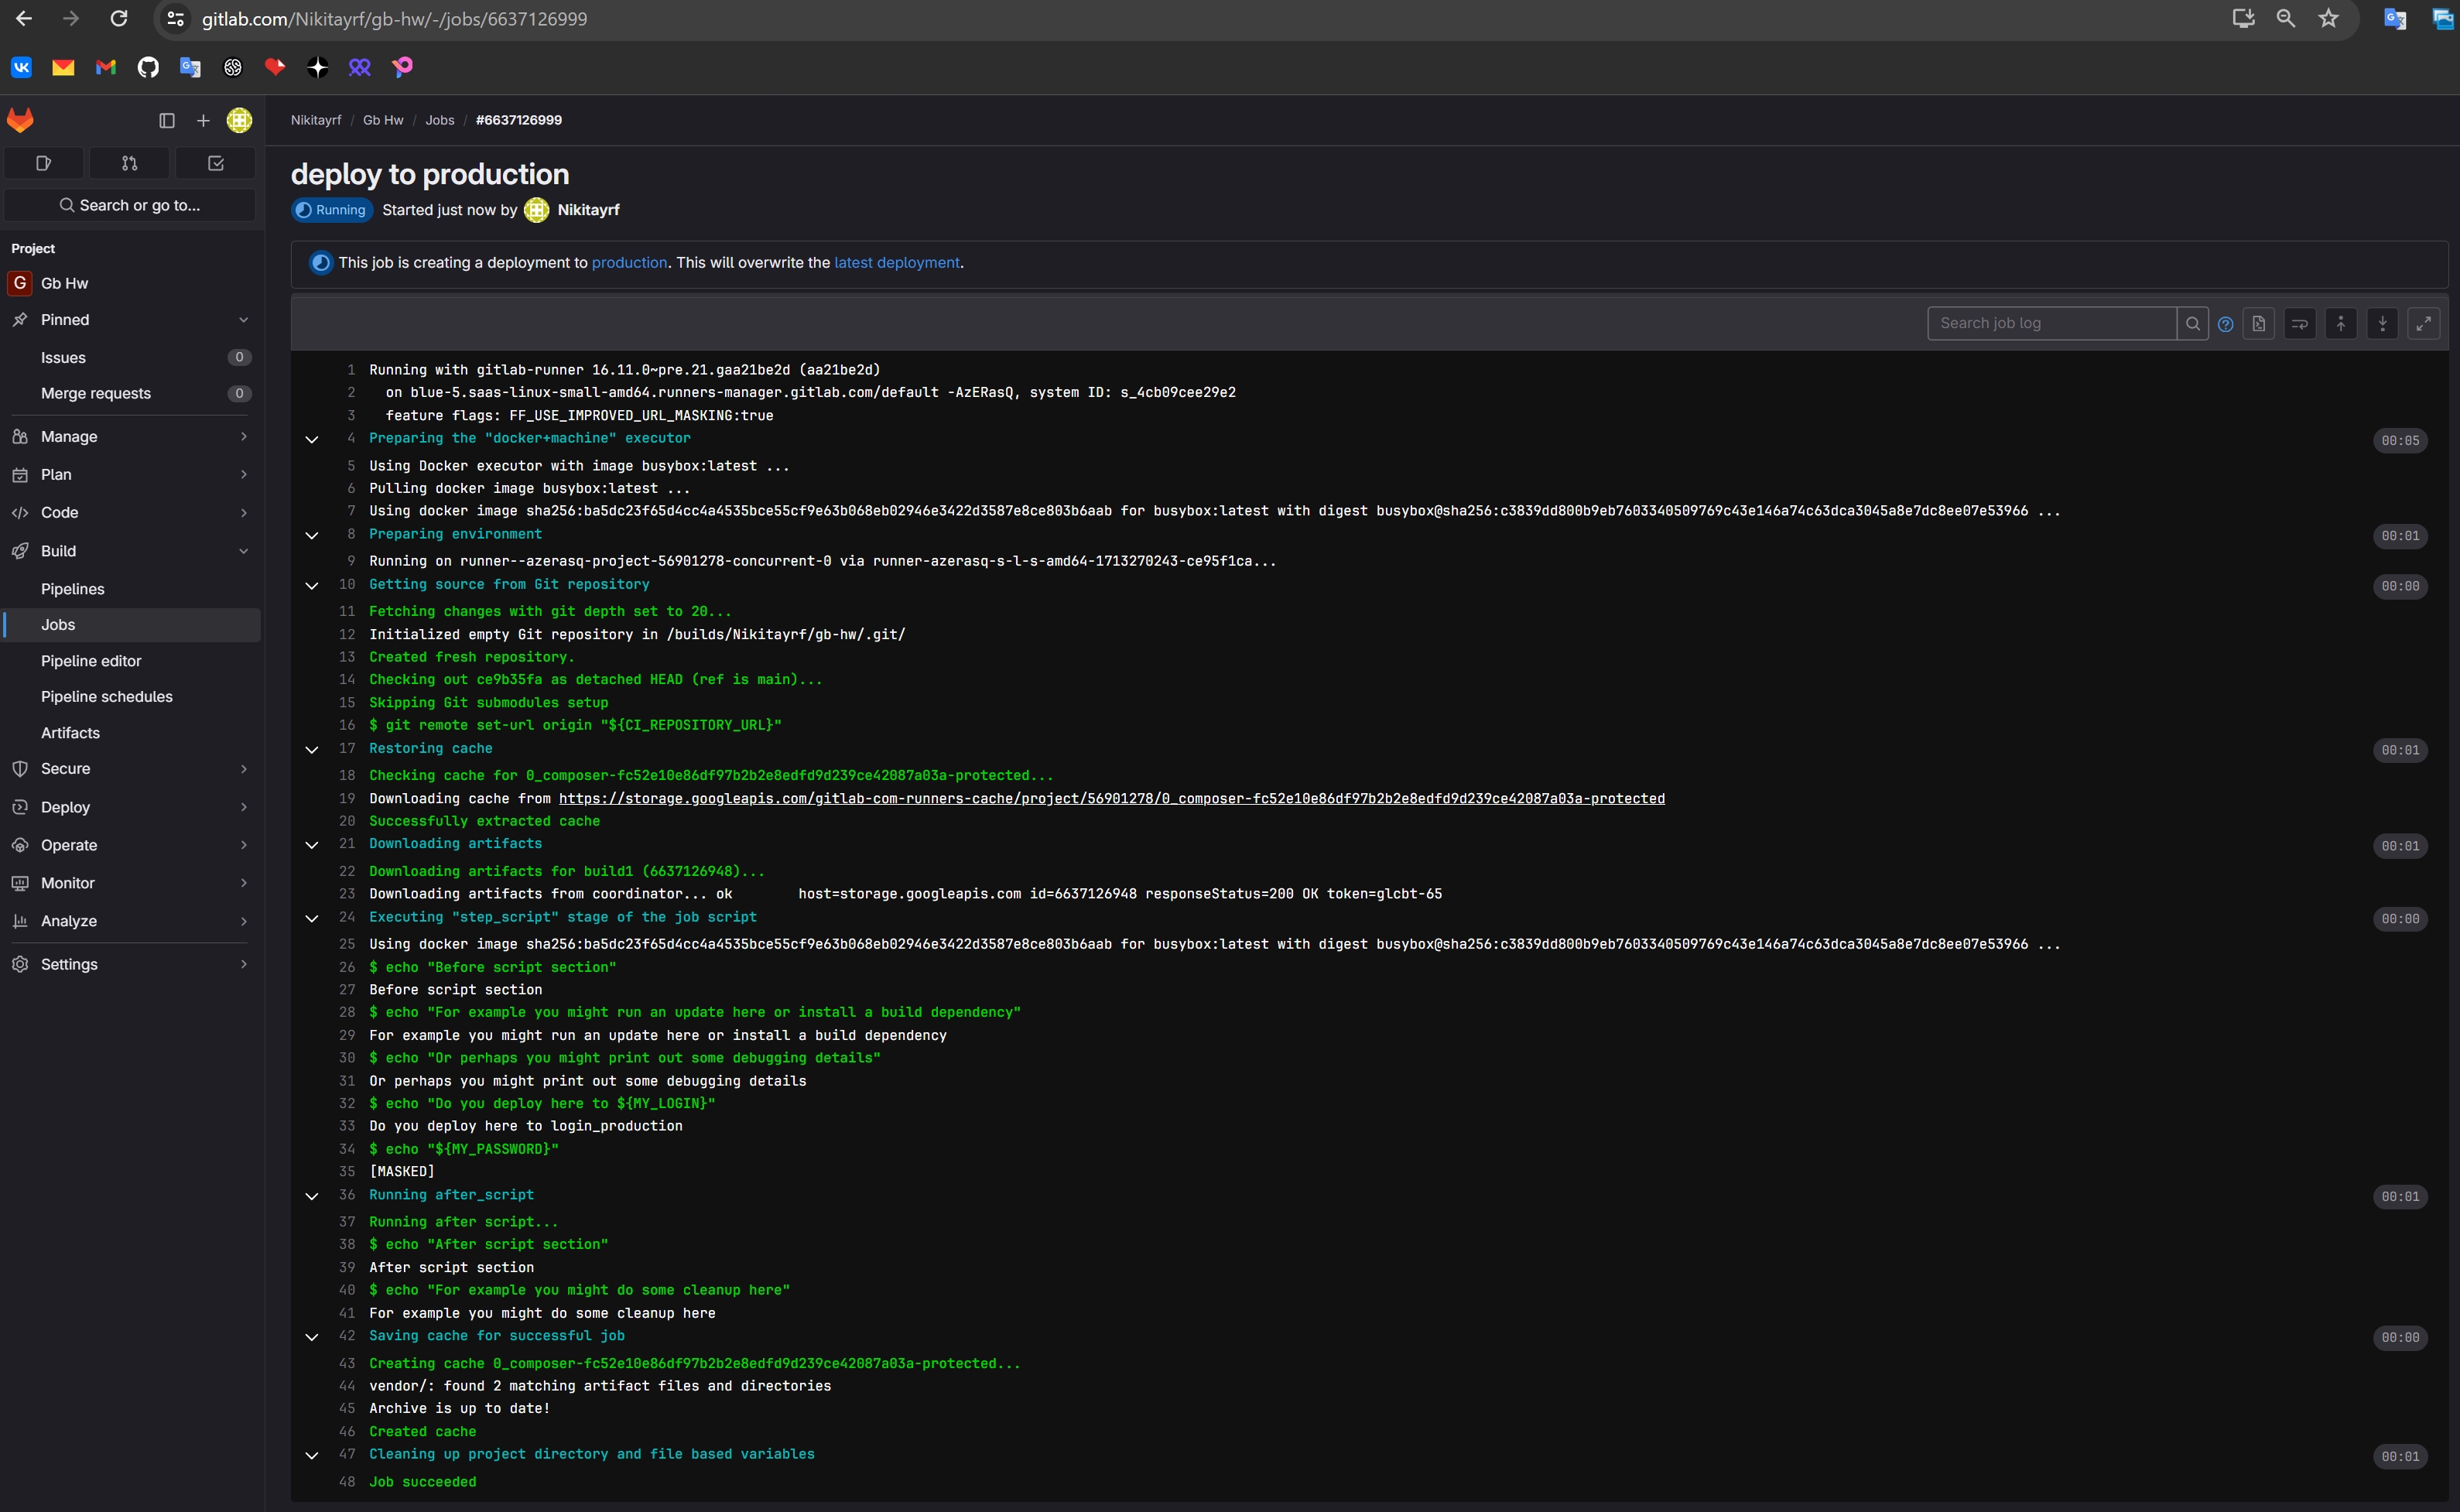 gitlab.com/Nikitayrf/gb-hw/-/jobs/6637126999
Nikitayrf / Gb Hw / Jobs / #6637126999
Search or go to...
Project
G Gb Hw
Pinned
Issues 0
Merge requests 0
Manage
Plan
Code
Build
Pipelines
Jobs
Pipeline editor
Pipeline schedules
Artifacts
Secure
Deploy
Operate
Monitor
Analyze
Settings
deploy to production
Running Started just now by Nikitayrf
This job is creating a deployment to production. This will overwrite the latest deployment.
Search job log
1 Running with gitlab-runner 16.11.0~pre.21.gaa21be2d (aa21be2d)
2 on blue-5.saas-linux-small-amd64.runners-manager.gitlab.com/default -AzERasQ, system ID: s_4cb09cee29e2
3 feature flags: FF_USE_IMPROVED_URL_MASKING:true
4 Preparing the "docker+machine" executor 00:05
5 Using Docker executor with image busybox:latest ...
6 Pulling docker image busybox:latest ...
7 Using docker image sha256:ba5dc23f65d4cc4a4535bce55cf9e63b068eb02946e3422d3587e8ce803b6aab for busybox:latest with digest busybox@sha256:c3839dd800b9eb7603340509769c43e146a74c63dca3045a8e7dc8ee07e53966 ...
8 Preparing environment 00:01
9 Running on runner--azerasq-project-56901278-concurrent-0 via runner-azerasq-s-l-s-amd64-1713270243-ce95f1ca...
10 Getting source from Git repository 00:00
11 Fetching changes with git depth set to 20...
12 Initialized empty Git repository in /builds/Nikitayrf/gb-hw/.git/
13 Created fresh repository.
14 Checking out ce9b35fa as detached HEAD (ref is main)...
15 Skipping Git submodules setup
16 $ git remote set-url origin "${CI_REPOSITORY_URL}"
17 Restoring cache 00:01
18 Checking cache for 0_composer-fc52e10e86df97b2b2e8edfd9d239ce42087a03a-protected...
19 Downloading cache from https://storage.googleapis.com/gitlab-com-runners-cache/project/56901278/0_composer-fc52e10e86df97b2b2e8edfd9d239ce42087a03a-protected
20 Successfully extracted cache
21 Downloading artifacts 00:01
22 Downloading artifacts for build1 (6637126948)...
23 Downloading artifacts from coordinator... ok host=storage.googleapis.com id=6637126948 responseStatus=200 OK token=glcbt-65
24 Executing "step_script" stage of the job script 00:00
25 Using docker image sha256:ba5dc23f65d4cc4a4535bce55cf9e63b068eb02946e3422d3587e8ce803b6aab for busybox:latest with digest busybox@sha256:c3839dd800b9eb7603340509769c43e146a74c63dca3045a8e7dc8ee07e53966 ...
26 $ echo "Before script section"
27 Before script section
28 $ echo "For example you might run an update here or install a build dependency"
29 For example you might run an update here or install a build dependency
30 $ echo "Or perhaps you might print out some debugging details"
31 Or perhaps you might print out some debugging details
32 $ echo "Do you deploy here to ${MY_LOGIN}"
33 Do you deploy here to login_production
34 $ echo "${MY_PASSWORD}"
35 [MASKED]
36 Running after_script 00:01
37 Running after script...
38 $ echo "After script section"
39 After script section
40 $ echo "For example you might do some cleanup here"
41 For example you might do some cleanup here
42 Saving cache for successful job 00:00
43 Creating cache 0_composer-fc52e10e86df97b2b2e8edfd9d239ce42087a03a-protected...
44 vendor/: found 2 matching artifact files and directories
45 Archive is up to date!
46 Created cache
47 Cleaning up project directory and file based variables 00:01
48 Job succeeded